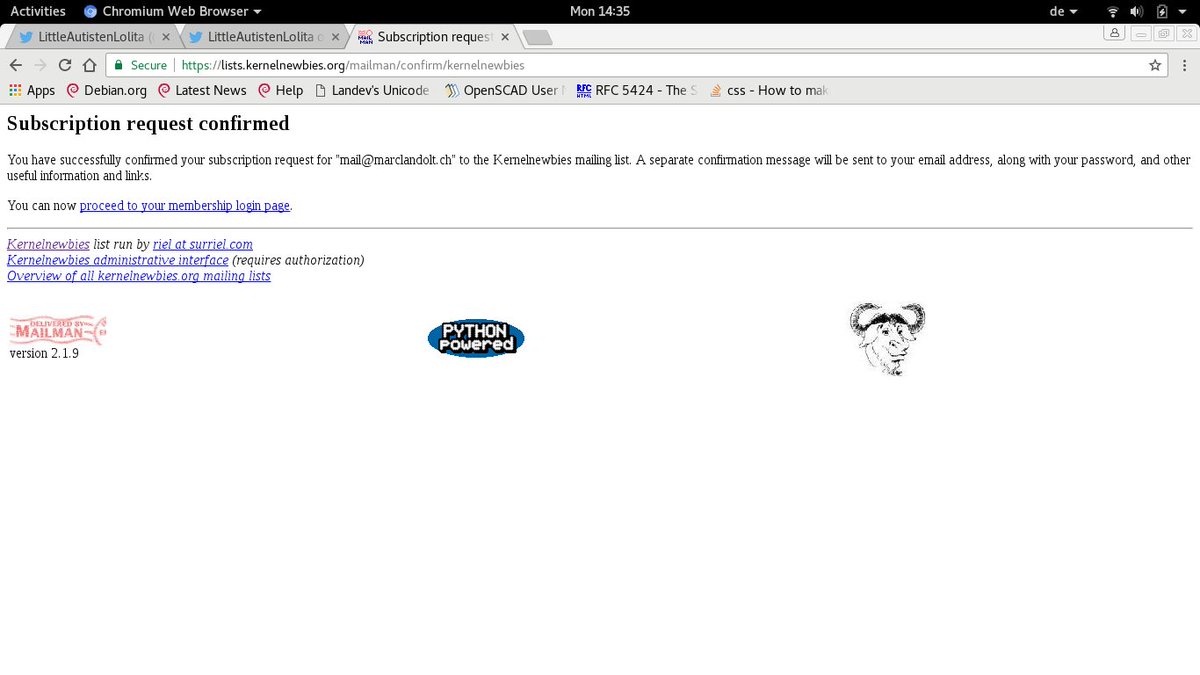 Activities Chromium Web Browser Mon 14:35 de
LittleAutistenLolita LittleAutistenLolita Subscription request
Secure https://lists.kernelnewbies.org/mailman/confirm/kernelnewbies
Apps Debian.org Latest News Help Landev's Unicode OpenSCAD User RFC 5424 - The S css - How to mak
Subscription request confirmed
You have successfully confirmed your subscription request for "mail@marclandolt.ch" to the Kernelnewbies mailing list. A separate confirmation message will be sent to your email address, along with your password, and other
useful information and links.
You can now proceed to your membership login page.
Kernelnewbies list run by riel at surriel.com
Kernelnewbies administrative interface (requires authorization)
Overview of all kernelnewbies.org mailing lists
DELIVERED BY
MAILMAN
version 2.1.9
PYTHON
Powered